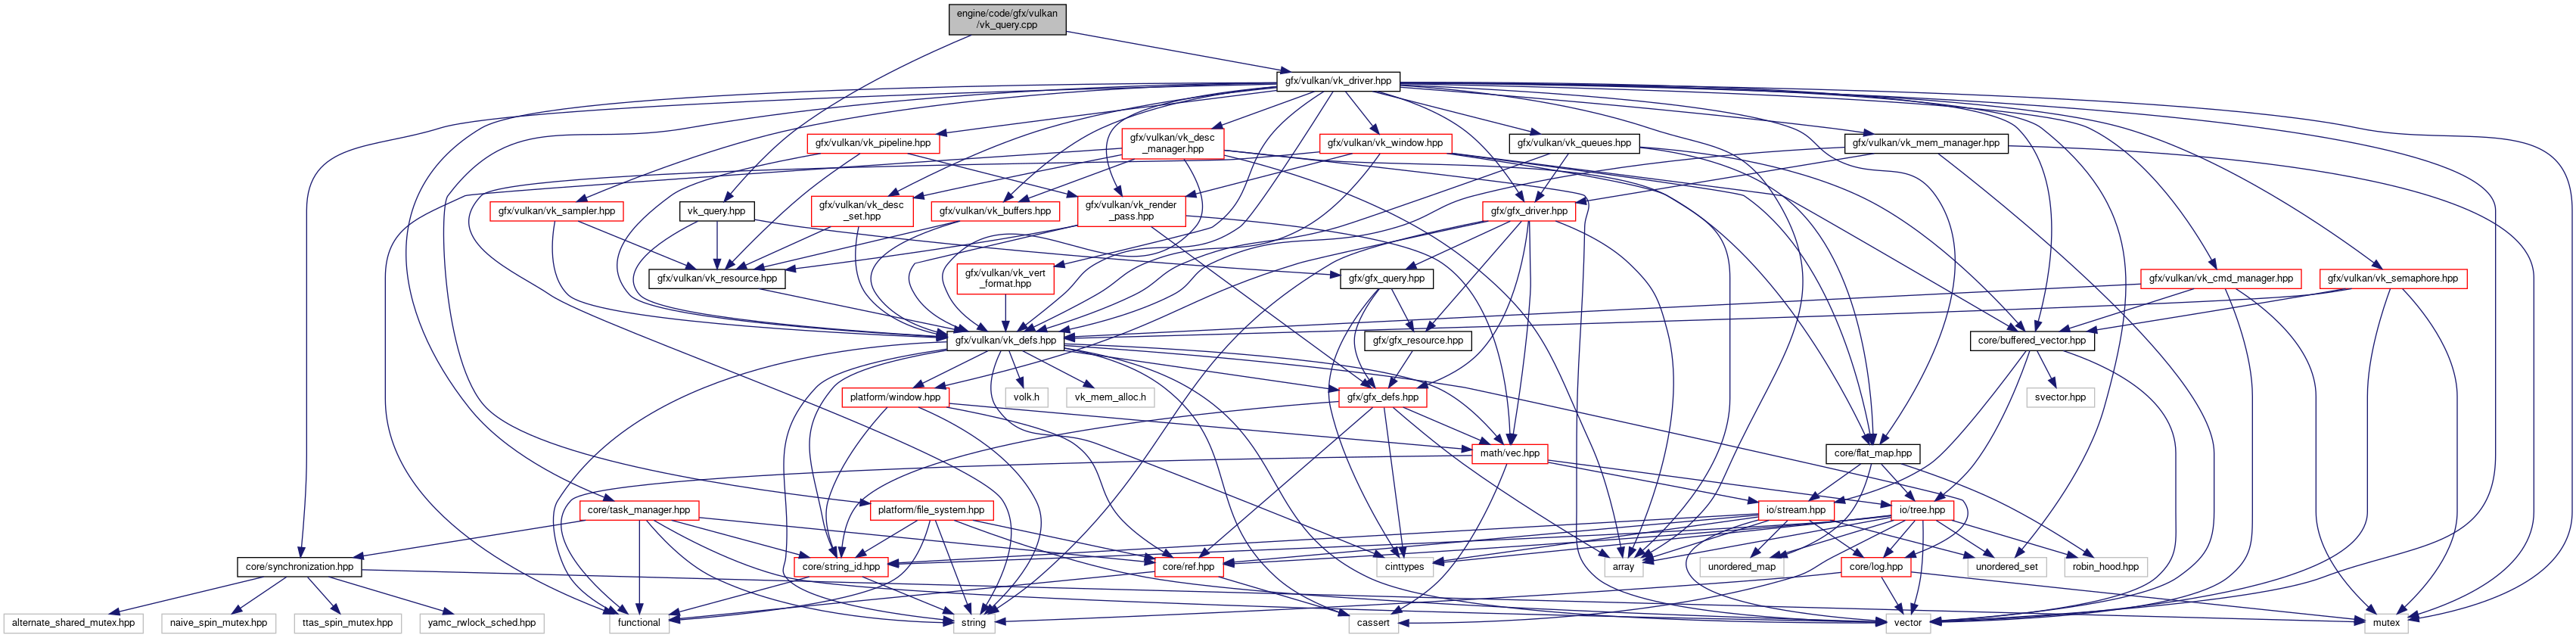 engine/code/gfx/vulkan
/vk_query.cpp
gfx/vulkan/vk_driver.hpp
gfx/vulkan/vk_pipeline.hpp
gfx/vulkan/vk_desc
_manager.hpp
gfx/vulkan/vk_window.hpp
gfx/vulkan/vk_queues.hpp
gfx/vulkan/vk_mem_manager.hpp
gfx/vulkan/vk_sampler.hpp
vk_query.hpp
gfx/vulkan/vk_desc
_set.hpp
gfx/vulkan/vk_buffers.hpp
gfx/vulkan/vk_render
_pass.hpp
gfx/gfx_driver.hpp
gfx/vulkan/vk_resource.hpp
gfx/vulkan/vk_vert
_format.hpp
gfx/gfx_query.hpp
gfx/vulkan/vk_cmd_manager.hpp
gfx/vulkan/vk_semaphore.hpp
gfx/vulkan/vk_defs.hpp
gfx/gfx_resource.hpp
core/buffered_vector.hpp
platform/window.hpp
volk.h
vk_mem_alloc.h
gfx/gfx_defs.hpp
svector.hpp
math/vec.hpp
core/flat_map.hpp
core/task_manager.hpp
platform/file_system.hpp
io/stream.hpp
io/tree.hpp
core/synchronization.hpp
core/string_id.hpp
core/ref.hpp
cinttypes
array
unordered_map
core/log.hpp
unordered_set
robin_hood.hpp
alternate_shared_mutex.hpp
naive_spin_mutex.hpp
ttas_spin_mutex.hpp
yamc_rwlock_sched.hpp
functional
string
cassert
vector
mutex